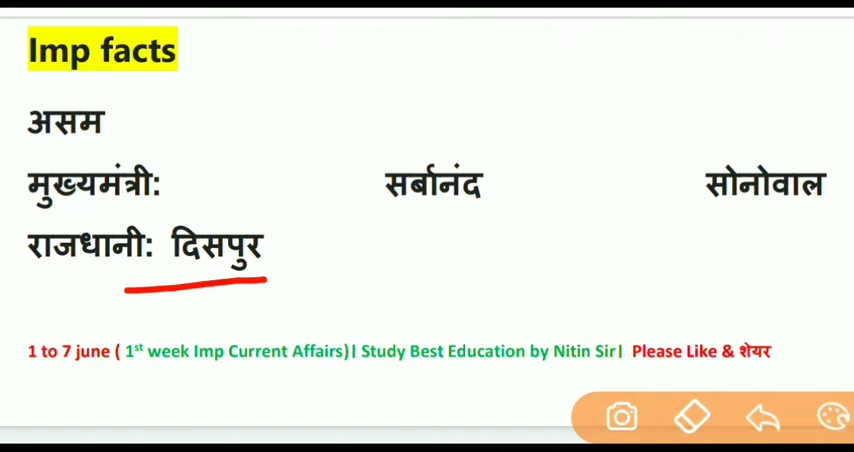 Imp facts
असम
मुख्यमंत्री: सर्बानंद सोनोवाल
राजधानी: दिसपुर
1 to 7 june ( 1st week Imp Current Affairs)। Study Best Education by Nitin Sir। Please Like & शेयर